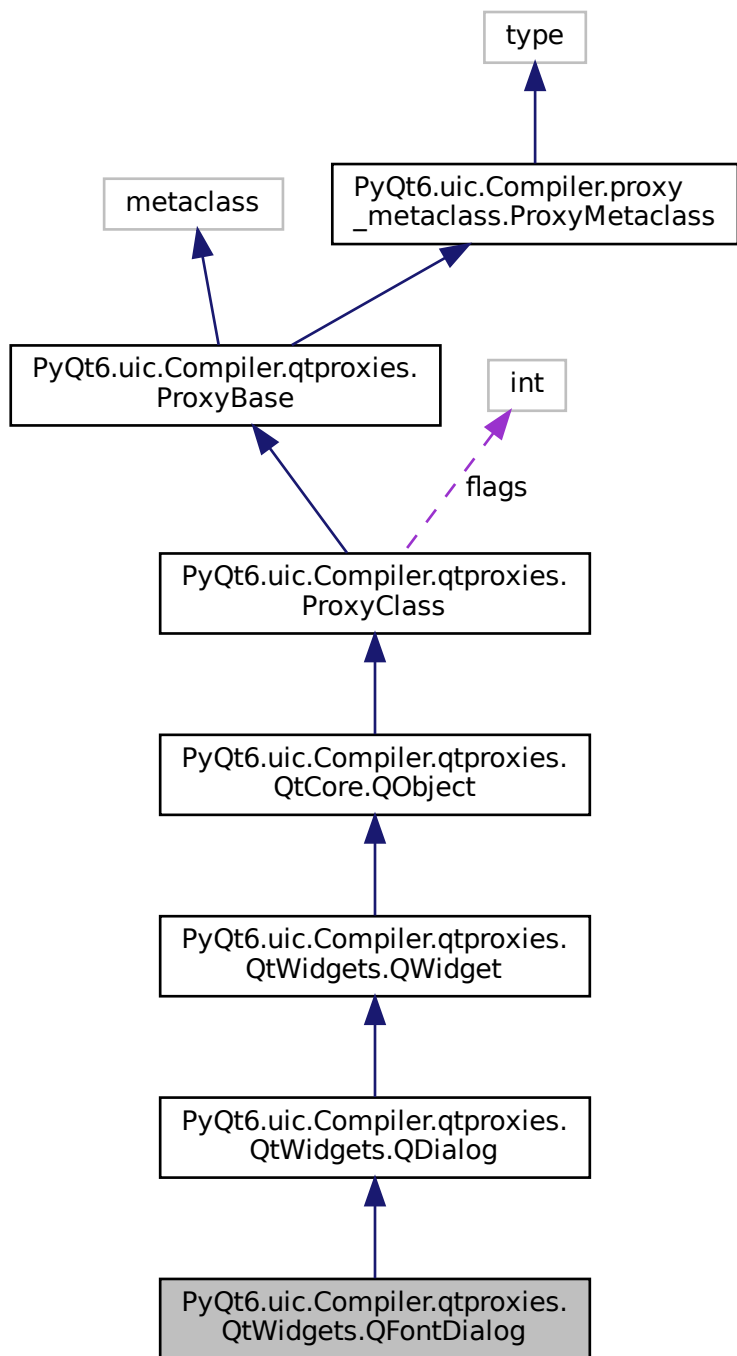 type
PyQt6.uic.Compiler.proxy
_metaclass.ProxyMetaclass
metaclass
PyQt6.uic.Compiler.qtproxies.
ProxyBase
int
flags
PyQt6.uic.Compiler.qtproxies.
ProxyClass
PyQt6.uic.Compiler.qtproxies.
QtCore.QObject
PyQt6.uic.Compiler.qtproxies.
QtWidgets.QWidget
PyQt6.uic.Compiler.qtproxies.
QtWidgets.QDialog
PyQt6.uic.Compiler.qtproxies.
QtWidgets.QFontDialog